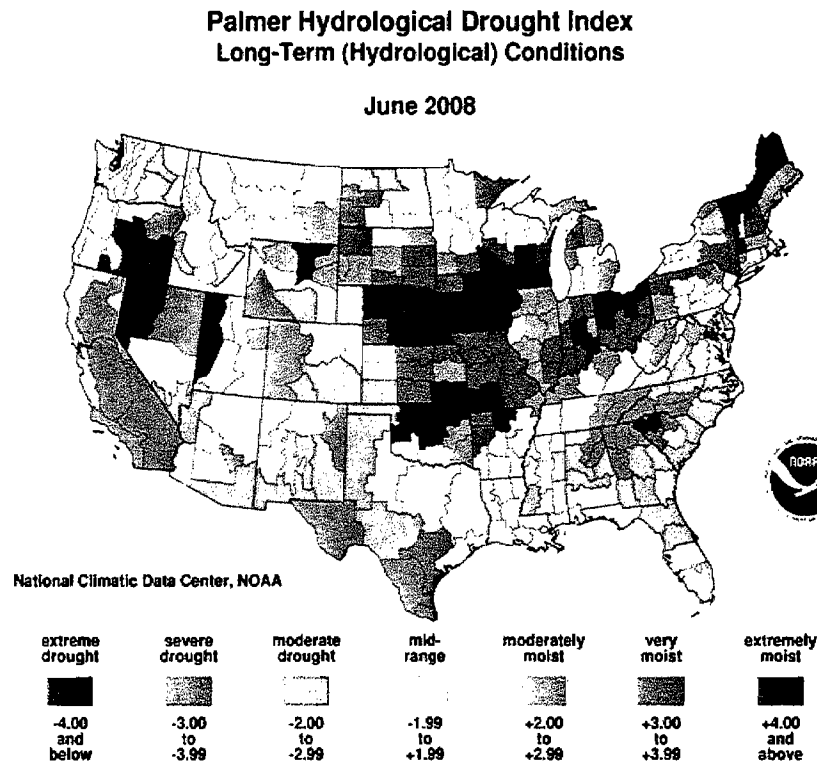 Palmer Hydrological Drought Index
Long-Term (Hydrological) Conditions
June 2008
NOAA
National Climatic Data Center, NOAA
extreme drought
severe drought
moderate drought
mid-range
moderately moist
very moist
extremely moist
-4.00 and below
-3.00 to -3.99
-2.00 to -2.99
-1.99 to +1.99
+2.00 to +2.99
+3.00 to +3.99
+4.00 and above